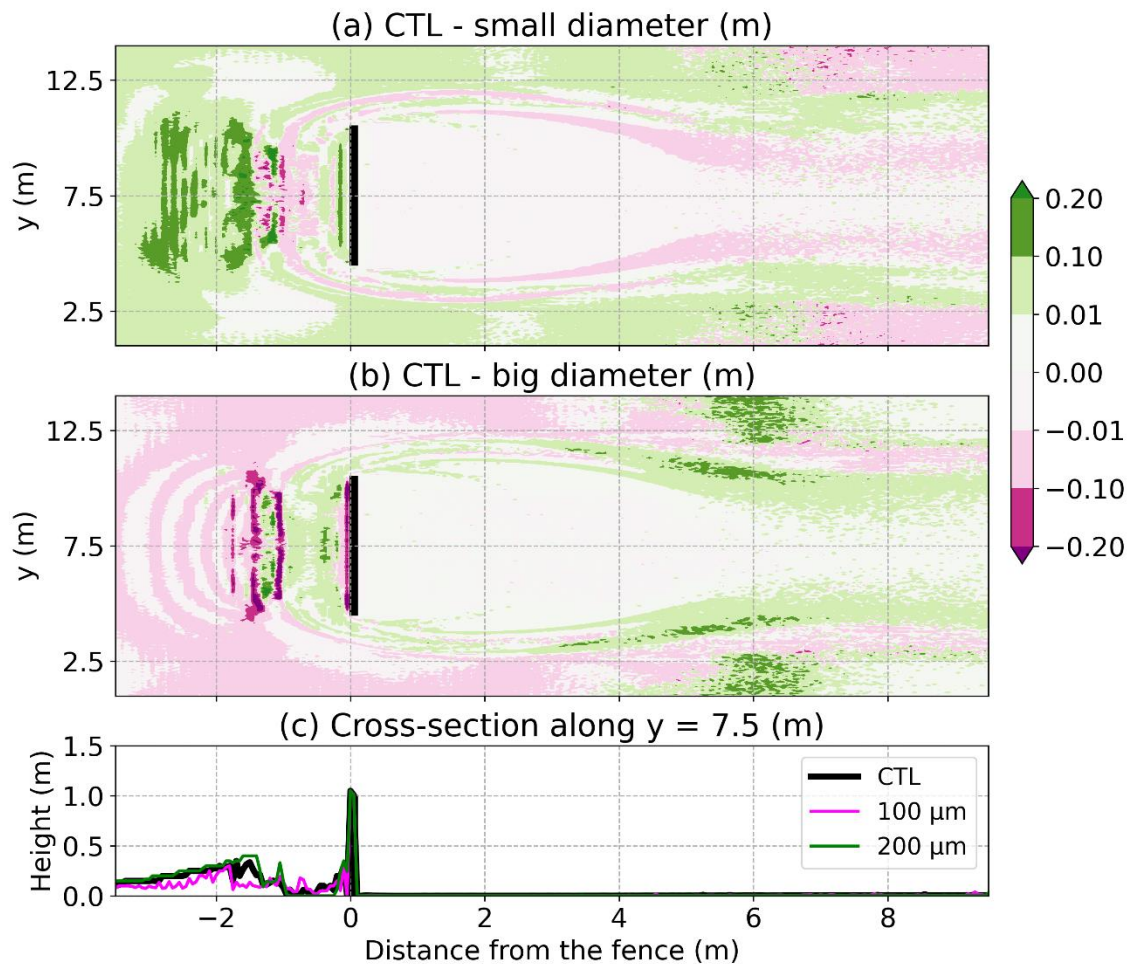 (a) CTL - small diameter (m)
12.5
7.5
2.5
y (m)
(b) CTL - big diameter (m)
12.5
7.5
2.5
y (m)
0.20
0.10
0.01
0.00
−0.01
−0.10
−0.20
(c) Cross-section along y = 7.5 (m)
1.5
1.0
0.5
0.0
Height (m)
CTL
100 μm
200 μm
−2 0 2 4 6 8
Distance from the fence (m)